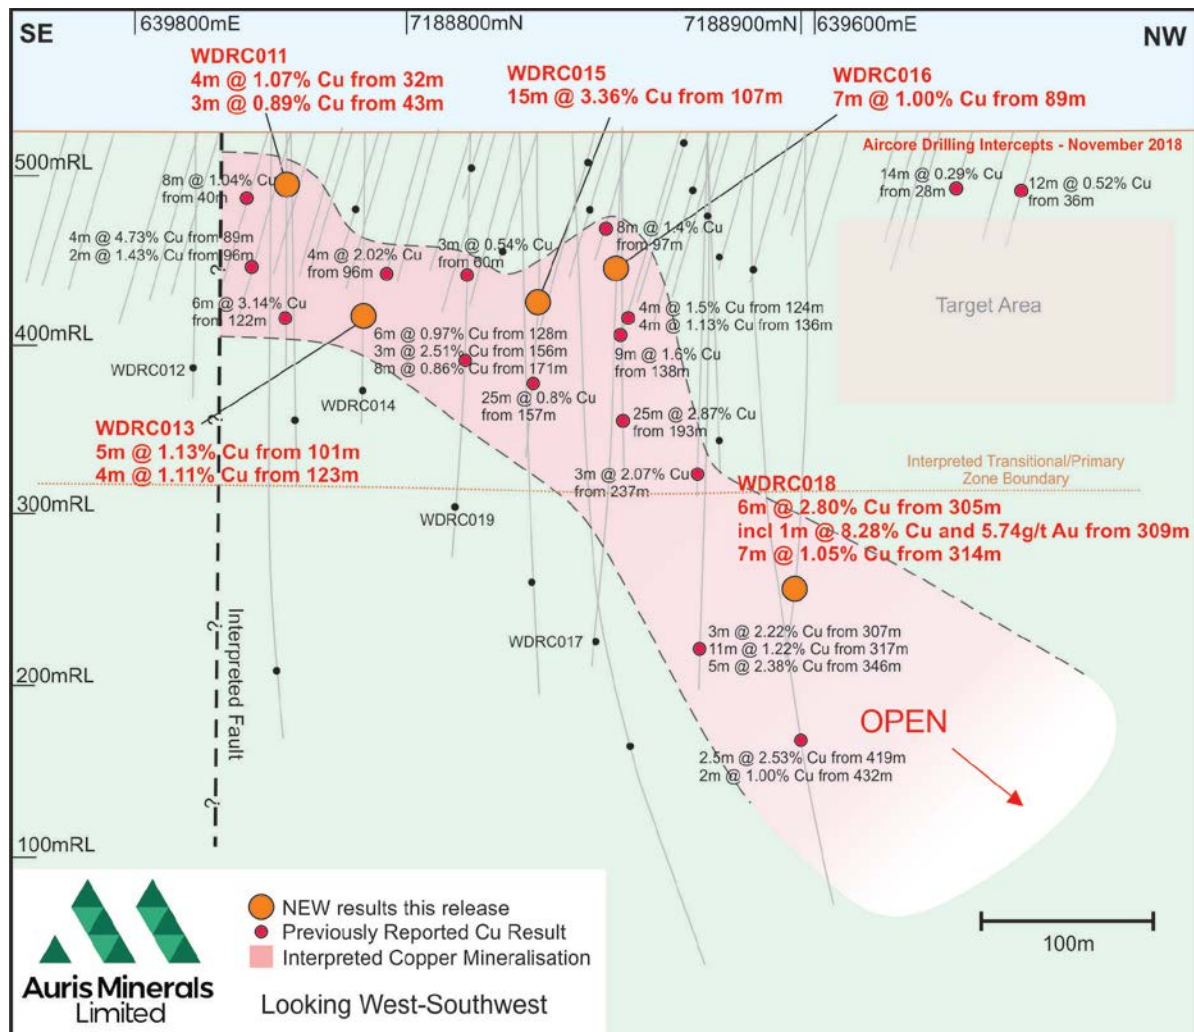 SE
639800mE
7188800mN
7188900mN
639600mE
NW
WDRC011
4m @ 1.07% Cu from 32m
3m @ 0.89% Cu from 43m
WDRC015
15m @ 3.36% Cu from 107m
WDRC016
7m @ 1.00% Cu from 89m
Aircore Drilling Intercepts - November 2018
500mRL
8m @ 1.04% Cu
from 40m
14m @ 0.29% Cu
from 28m
12m @ 0.52% Cu
from 36m
4m @ 4.73% Cu from 89m
2m @ 1.43% Cu from 96m
?
4m @ 2.02% Cu
from 96m
3m @ 0.54% Cu
from 60m
8m @ 1.4% Cu
from 97m
6m @ 3.14% Cu
from 122m
4m @ 1.5% Cu from 124m
4m @ 1.13% Cu from 136m
Target Area
400mRL
6m @ 0.97% Cu from 128m
3m @ 2.51% Cu from 156m
8m @ 0.86% Cu from 171m
9m @ 1.6% Cu
from 138m
WDRC012
WDRC014
25m @ 0.8% Cu
from 157m
25m @ 2.87% Cu
from 193m
?
WDRC013
5m @ 1.13% Cu from 101m
4m @ 1.11% Cu from 123m
3m @ 2.07% Cu
from 237m
Interpreted Transitional/Primary
Zone Boundary
300mRL
WDRC019
WDRC018
6m @ 2.80% Cu from 305m
incl 1m @ 8.28% Cu and 5.74g/t Au from 309m
7m @ 1.05% Cu from 314m
?
Interpreted Fault
WDRC017
3m @ 2.22% Cu from 307m
11m @ 1.22% Cu from 317m
5m @ 2.38% Cu from 346m
200mRL
OPEN
2.5m @ 2.53% Cu from 419m
2m @ 1.00% Cu from 432m
?
100mRL
Auris Minerals
Limited
NEW results this release
Previously Reported Cu Result
Interpreted Copper Mineralisation
Looking West-Southwest
100m